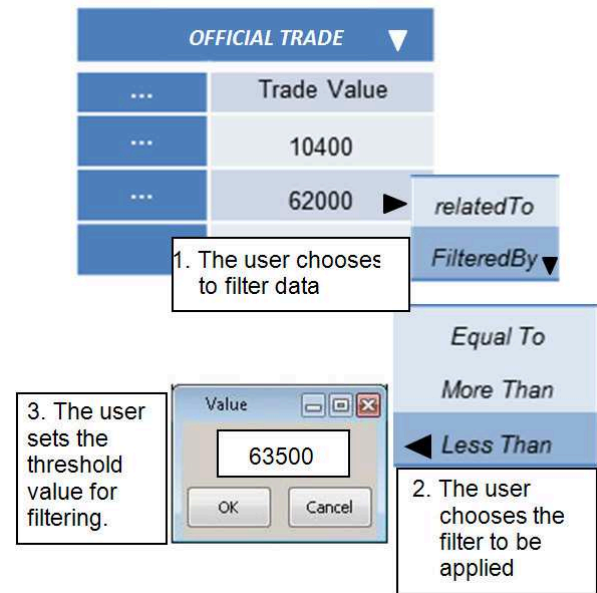 OFFICIAL TRADE
... Trade Value
... 10400
... 62000
relatedTo
FilteredBy
1. The user chooses
to filter data
Equal To
More Than
Less Than
2. The user
chooses the
filter to be
applied
3. The user
sets the
threshold
value for
filtering.
Value
63500
OK Cancel